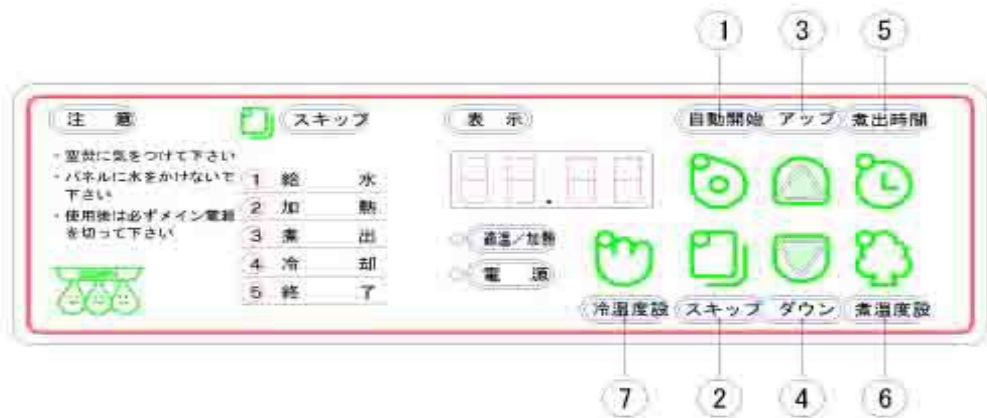 ① ③ ⑤
注 意
スキップ
表 示
自動開始 アップ 煮出時間
・空焚に気をつけて下さい
・パネルに水をかけないで
下さい
・使用後は必ずメイン電源
を切って下さい
1 給 水
2 加 熱
3 煮 出
4 冷 却
5 終 了
適温/加熱
電 源
冷温度設 スキップ ダウン 煮温度設
⑦ ② ④ ⑥